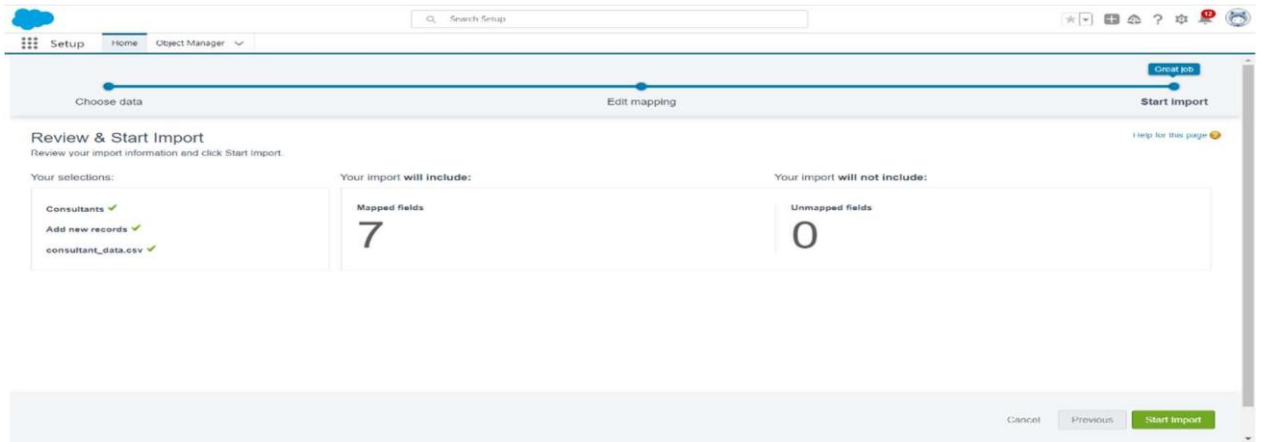 Search Setup
12
Setup Home Object Manager
Great job
Choose data Edit mapping Start import
Review & Start Import
Help for this page
Review your import information and click Start Import.
Your selections: Your import will include: Your import will not include:
Consultants Mapped fields Unmapped fields
Add new records 7 0
consultant_data.csv
Cancel Previous Start Import